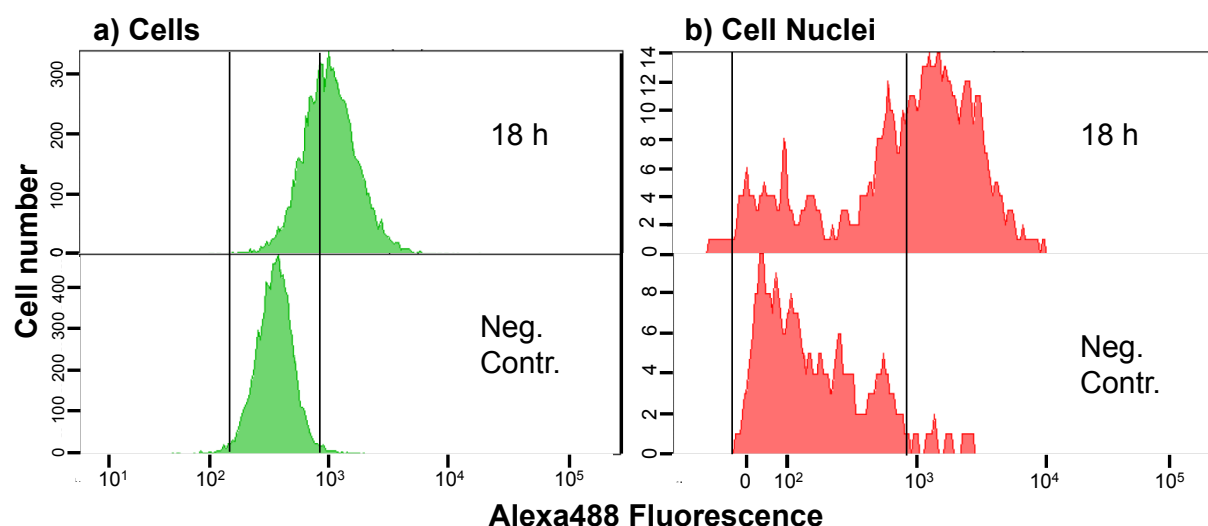 a) Cells
b) Cell Nuclei
Cell number
300
200
100
0
18 h
400
300
200
100
0
Neg.
Contr.
14
12
10
8
6
4
2
0
18 h
8
6
4
2
0
Neg.
Contr.
10¹ 10² 10³ 10⁴ 10⁵
0 10² 10³ 10⁴ 10⁵
Alexa488 Fluorescence